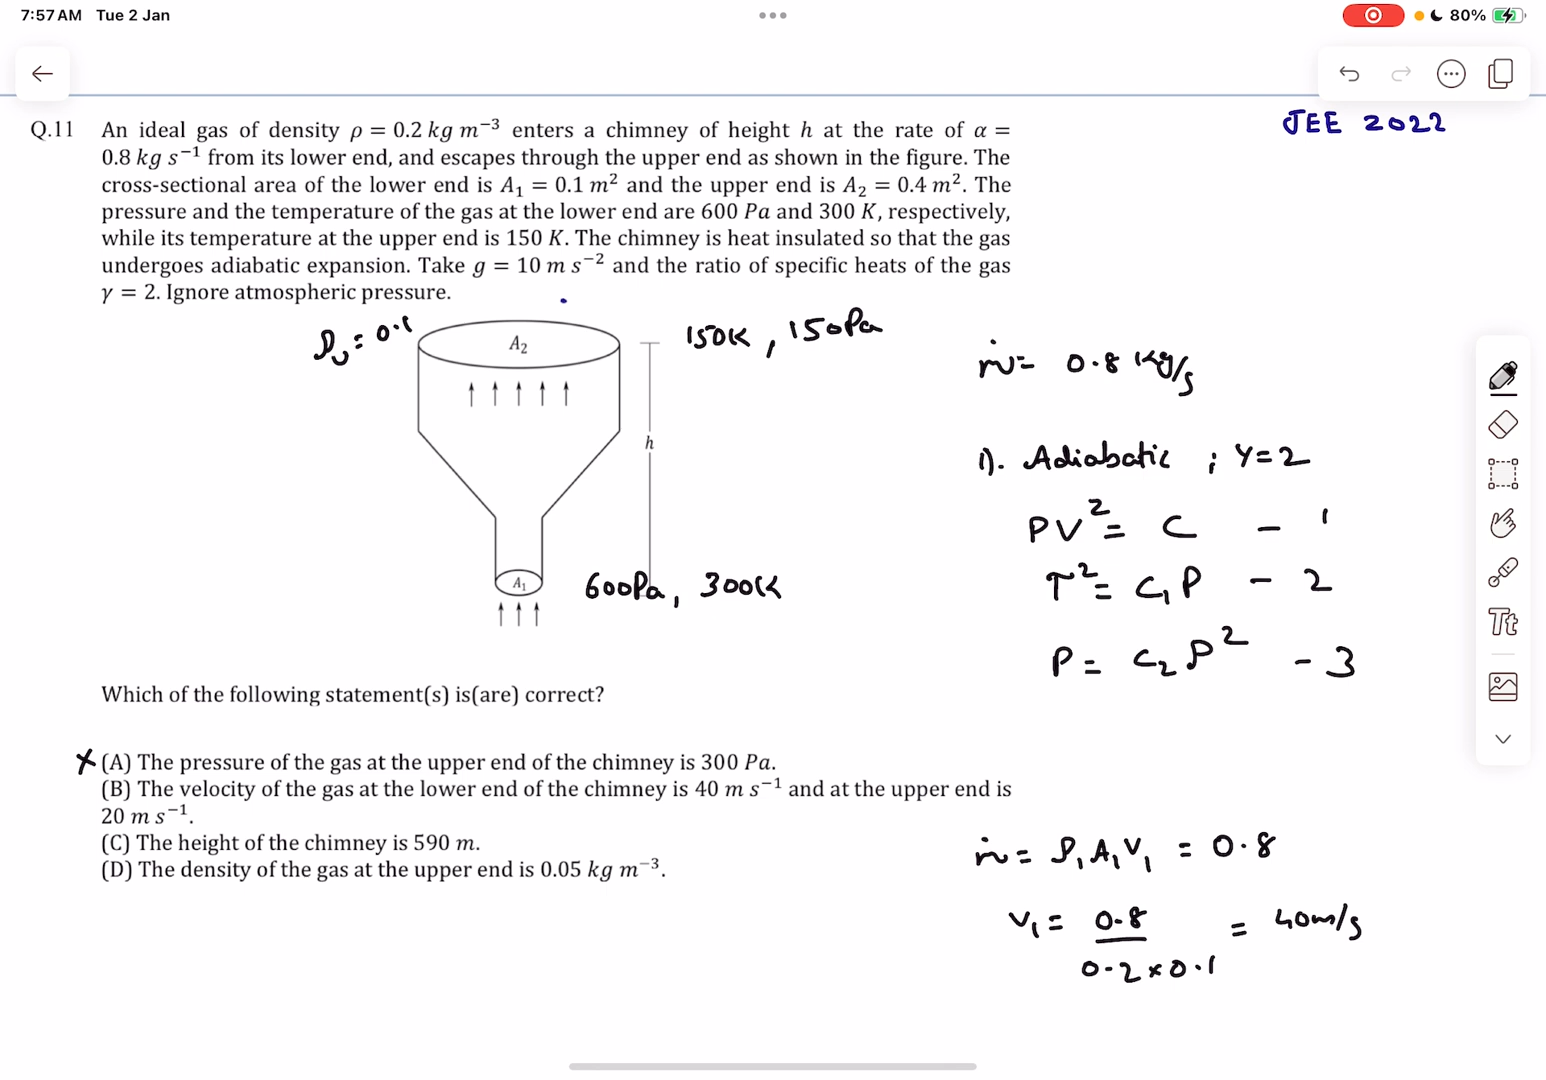 7:57 AM Tue 2 Jan
80%
JEE 2022
Q.11 An ideal gas of density ρ = 0.2 kg m⁻³ enters a chimney of height h at the rate of α =
0.8 kg s⁻¹ from its lower end, and escapes through the upper end as shown in the figure. The
cross-sectional area of the lower end is A₁ = 0.1 m² and the upper end is A₂ = 0.4 m². The
pressure and the temperature of the gas at the lower end are 600 Pa and 300 K, respectively,
while its temperature at the upper end is 150 K. The chimney is heat insulated so that the gas
undergoes adiabatic expansion. Take g = 10 m s⁻² and the ratio of specific heats of the gas
γ = 2. Ignore atmospheric pressure.
ρᵤ = 0.1
A₂
150K, 150Pa
h
A₁
600Pa, 300K
ṁ = 0.8 Kg/s
1). Adiabatic ; γ=2
PV² = C - 1
T² = C₁P - 2
P = C₂ρ² - 3
Which of the following statement(s) is(are) correct?
✗ (A) The pressure of the gas at the upper end of the chimney is 300 Pa.
(B) The velocity of the gas at the lower end of the chimney is 40 m s⁻¹ and at the upper end is
20 m s⁻¹.
(C) The height of the chimney is 590 m.
(D) The density of the gas at the upper end is 0.05 kg m⁻³.
ṁ = ρ₁A₁V₁ = 0.8
V₁ = 0.8 / 0.2×0.1 = 40m/s
Tt